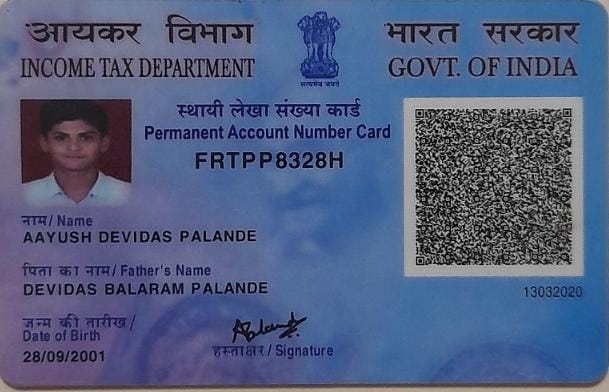 आयकर विभाग
INCOME TAX DEPARTMENT
सत्यमेव जयते
भारत सरकार
GOVT. OF INDIA
स्थायी लेखा संख्या कार्ड
Permanent Account Number Card
FRTPP8328H
नाम/ Name
AAYUSH DEVIDAS PALANDE
पिता का नाम/ Father's Name
DEVIDAS BALARAM PALANDE
जन्म की तारीख/
Date of Birth
28/09/2001
हस्ताक्षर / Signature
13032020